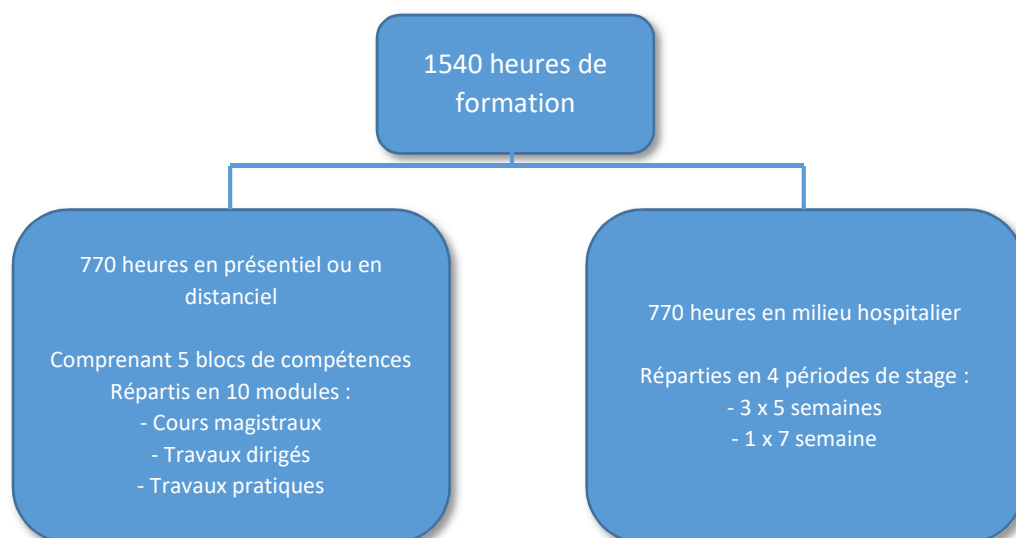 1540 heures de
formation
770 heures en présentiel ou en
distanciel
Comprenant 5 blocs de compétences
Répartis en 10 modules :
- Cours magistraux
- Travaux dirigés
- Travaux pratiques
770 heures en milieu hospitalier
Réparties en 4 périodes de stage :
- 3 x 5 semaines
- 1 x 7 semaine